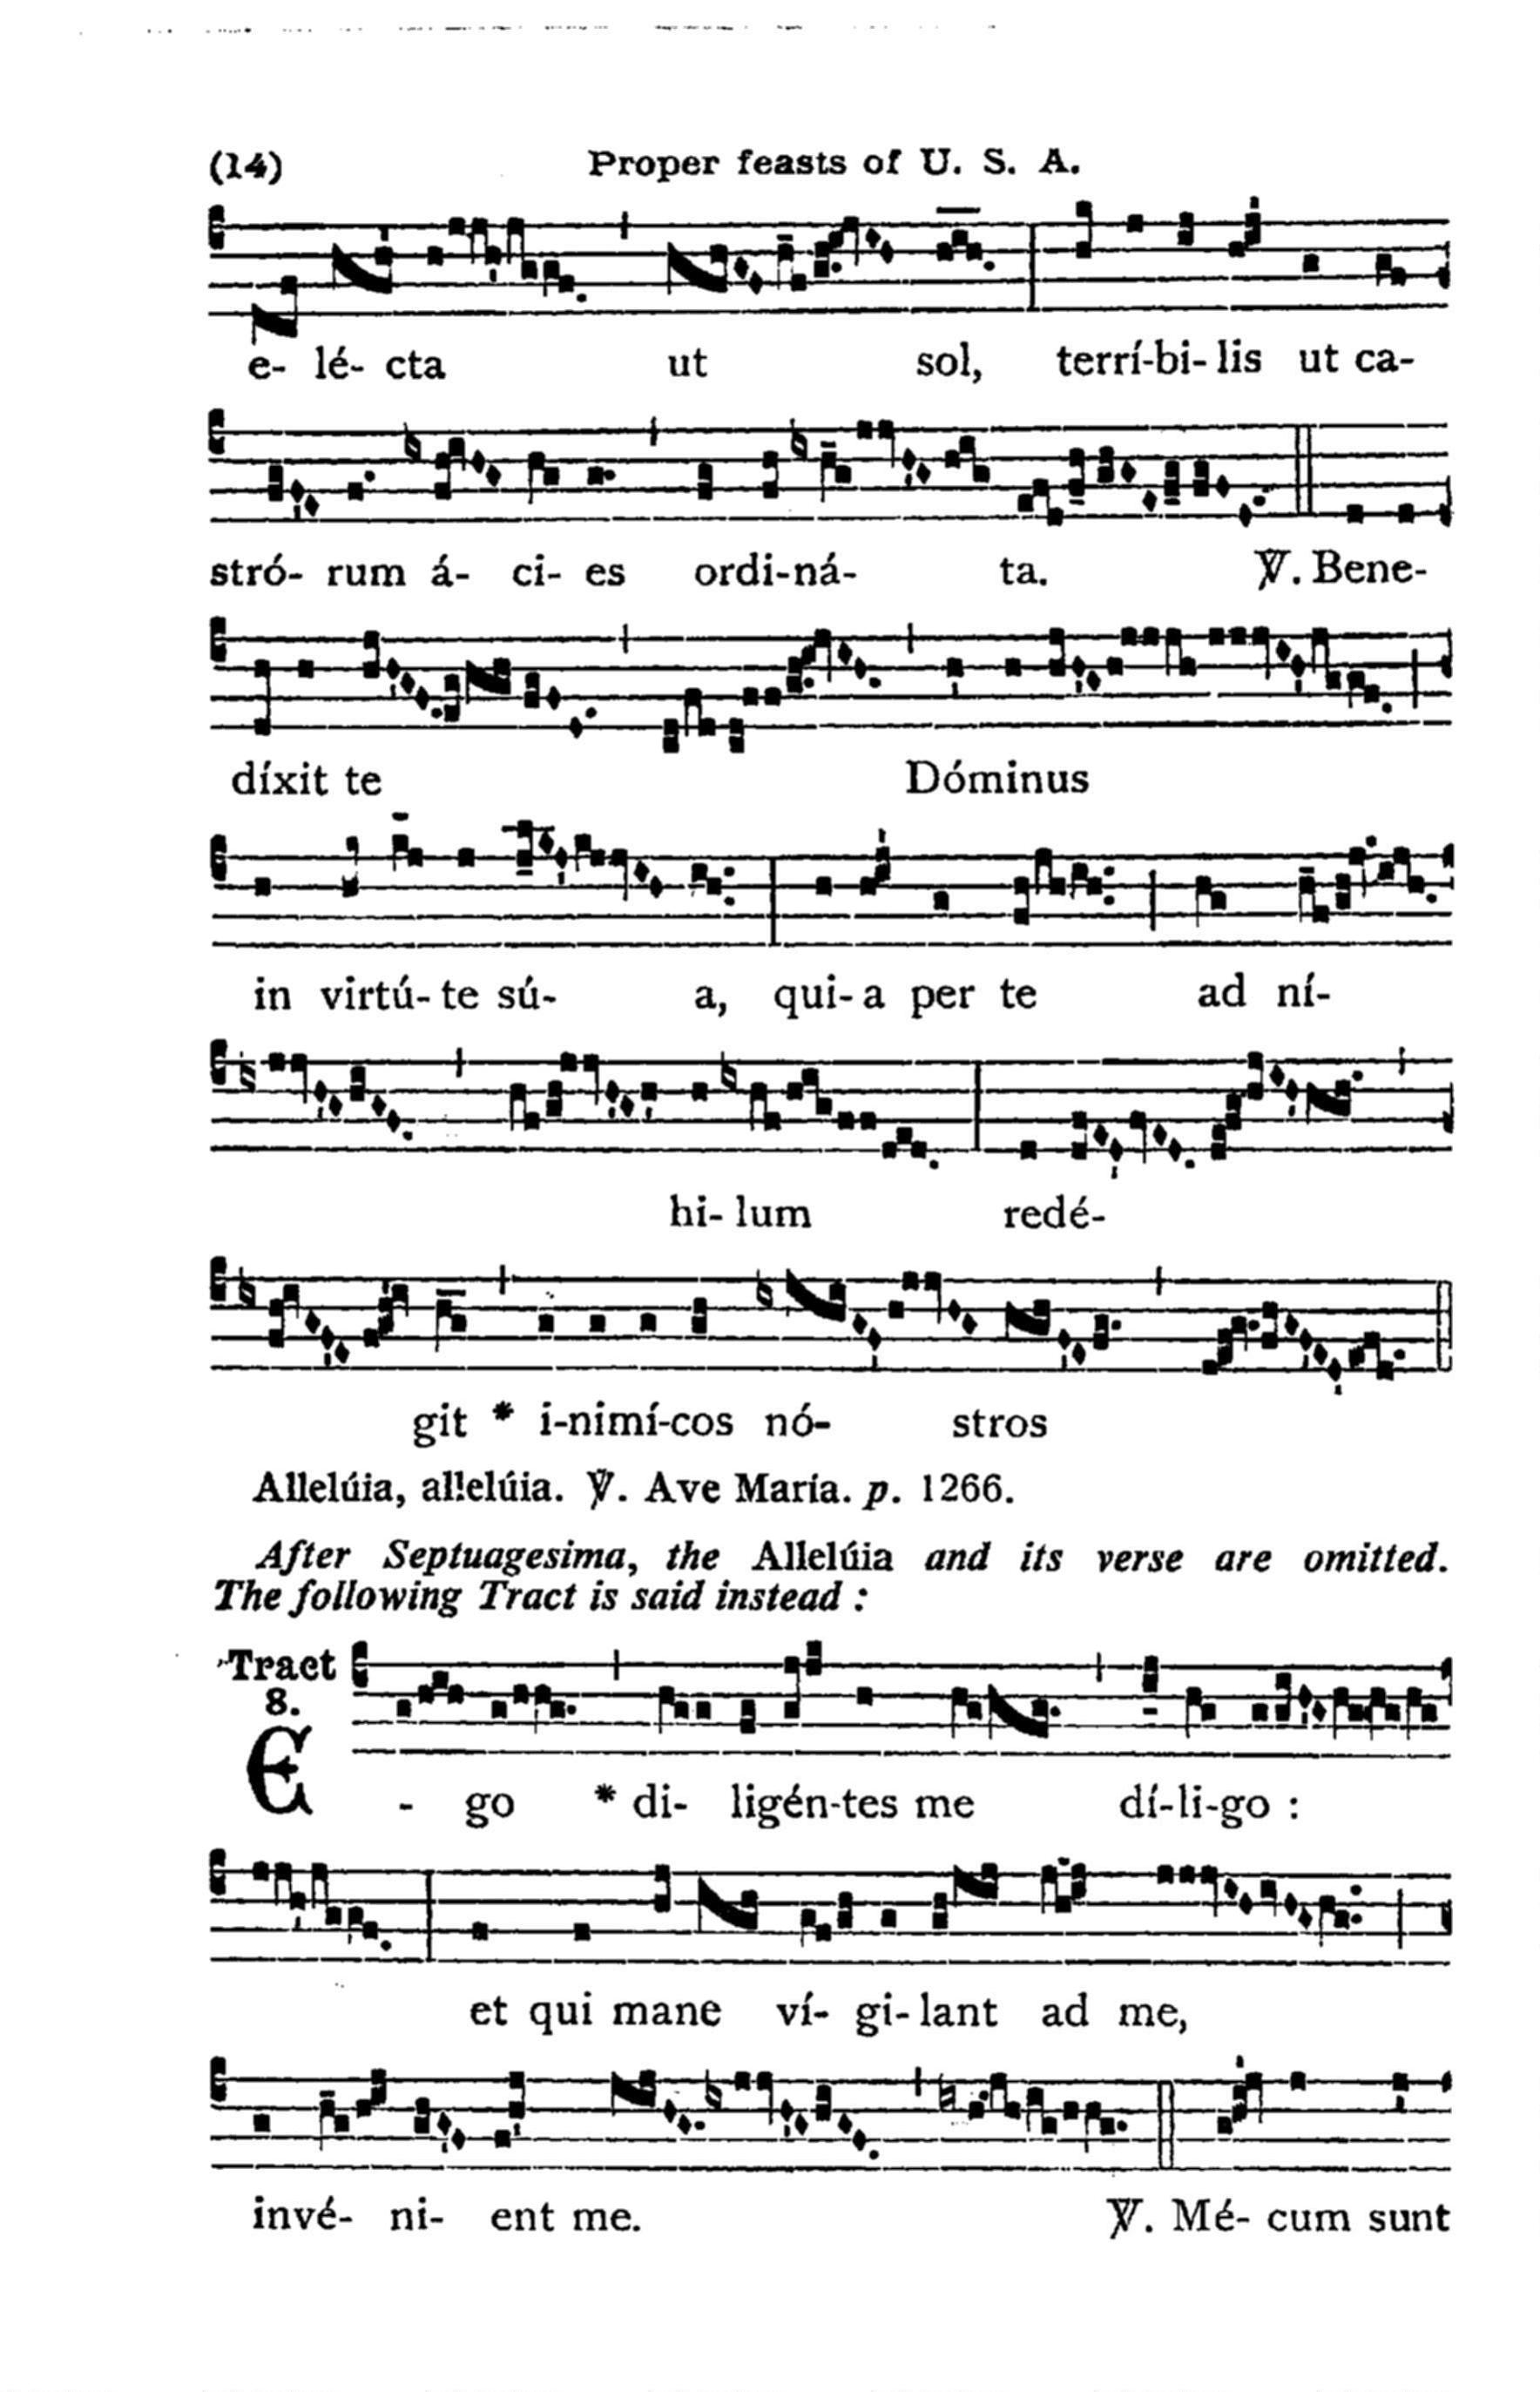 (14) Proper feasts of U. S. A.
e- lé- cta ut sol, terrí-bi- lis ut ca-
stró- rum á- ci- es ordi-ná- ta. ℣. Bene-
díxit te Dóminus
in virtú- te sú- a, qui- a per te ad ní-
hi- lum redé-
git * i-nimí-cos nó- stros
Allelúia, allelúia. ℣. Ave María. p. 1266.
After Septuagesima, the Allelúia and its verse are omitted.
The following Tract is said instead :
Tract
8.
E - go * di- ligén-tes me dí-li-go :
et qui mane ví- gi- lant ad me,
invé- ni- ent me. ℣. Mé- cum sunt